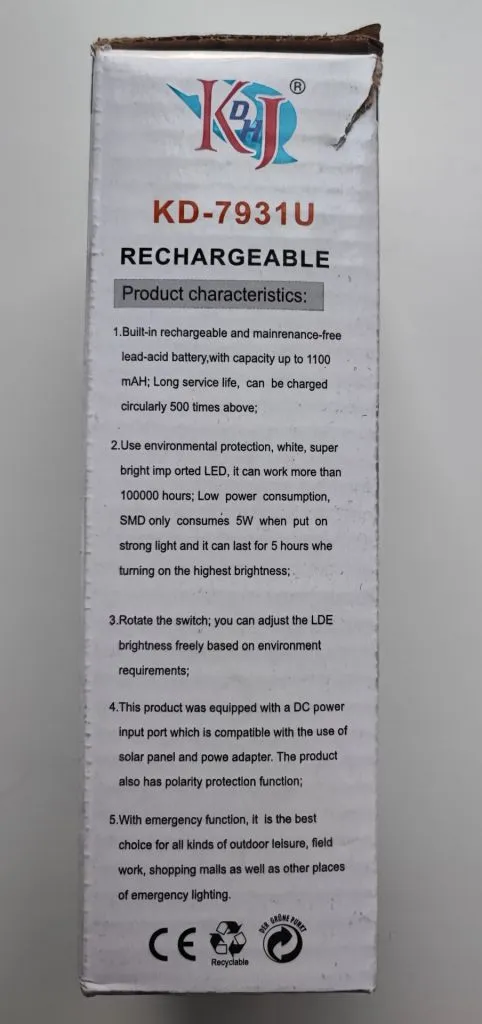 KJ ®
DH
KD-7931U
RECHARGEABLE
Product characteristics:
1.Built-in rechargeable and mainrenance-free
lead-acid battery,with capacity up to 1100
mAH; Long service life, can be charged
circularly 500 times above;
2.Use environmental protection, white, super
bright imp orted LED, it can work more than
100000 hours; Low power consumption,
SMD only consumes 5W when put on
strong light and it can last for 5 hours whe
turning on the highest brightness;
3.Rotate the switch; you can adjust the LDE
brightness freely based on environment
requirements;
4.This product was equipped with a DC power
input port which is compatible with the use of
solar panel and powe adapter. The product
also has polarity protection function;
5.With emergency function, it is the best
choice for all kinds of outdoor leisure, field
work, shopping malls as well as other places
of emergency lighting.
CE
Recyclable
DER GRÜNE PUNKT